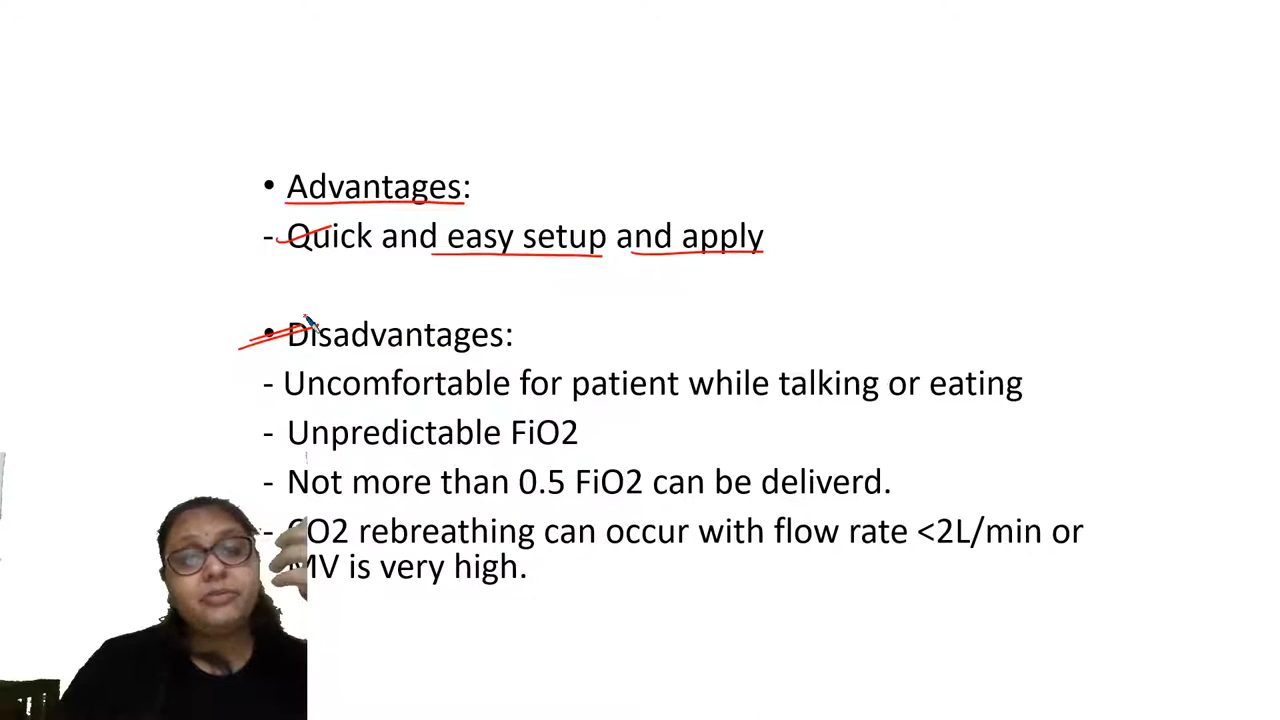 • Advantages:
- Quick and easy setup and apply
• Disadvantages:
- Uncomfortable for patient while talking or eating
- Unpredictable FiO2
- Not more than 0.5 FiO2 can be deliverd.
- CO2 rebreathing can occur with flow rate <2L/min or
MV is very high.